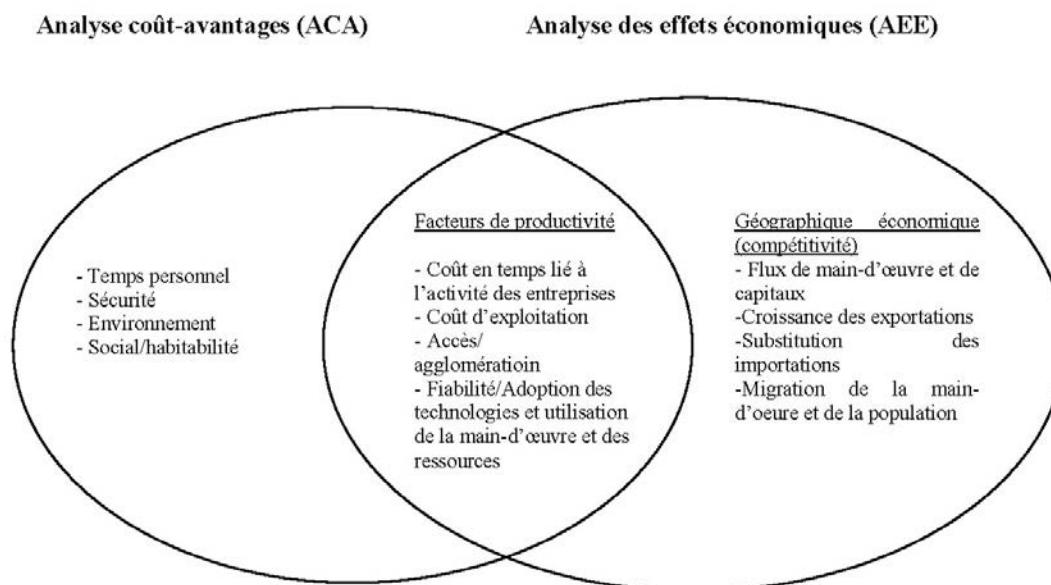 Analyse coût-avantages (ACA)
Analyse des effets économiques (AEE)
- Temps personnel
- Sécurité
- Environnement
- Social/habitabilité
Facteurs de productivité
- Coût en temps lié à
l'activité des entreprises
- Coût d'exploitation
- Accès/
agglomératioin
- Fiabilité/Adoption des
technologies et utilisation
de la main-d'œuvre et des
ressources
Géographique économique
(compétitivité)
- Flux de main-d'œuvre et de
capitaux
-Croissance des exportations
-Substitution des
importations
-Migration de la main-
d'oeure et de la population